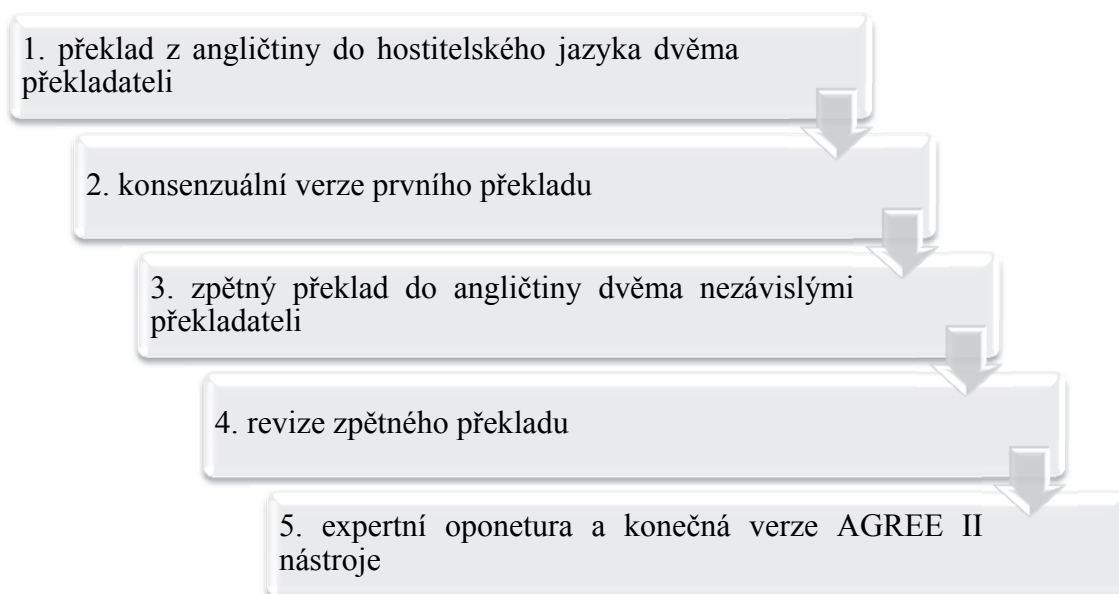 1. překlad z angličtiny do hostitelského jazyka dvěma
překladateli
2. konsenzuální verze prvního překladu
3. zpětný překlad do angličtiny dvěma nezávislými
překladateli
4. revize zpětného překladu
5. expertní oponetura a konečná verze AGREE II
nástroje